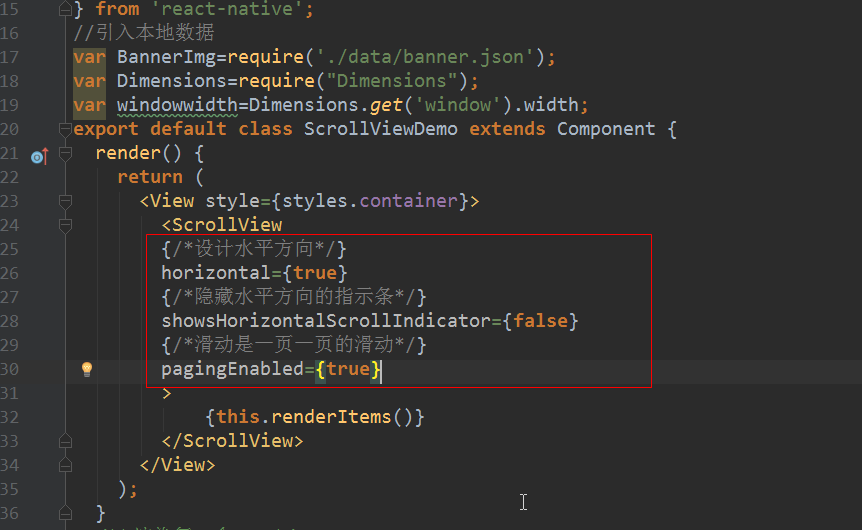 15 } from 'react-native';
16 //引入本地数据
17 var BannerImg=require('./data/banner.json');
18 var Dimensions=require("Dimensions");
19 var windowwidth=Dimensions.get('window').width;
20 export default class ScrollViewDemo extends Component {
21 render() {
22 return (
23 <View style={styles.container}>
24 <ScrollView
25 {/*设计水平方向*/}
26 horizontal={true}
27 {/*隐藏水平方向的指示条*/}
28 showsHorizontalScrollIndicator={false}
29 {/*滑动是一页一页的滑动*/}
30 pagingEnabled={true}
31 >
32 {this.renderItems()}
33 </ScrollView>
34 </View>
35 );
36 }